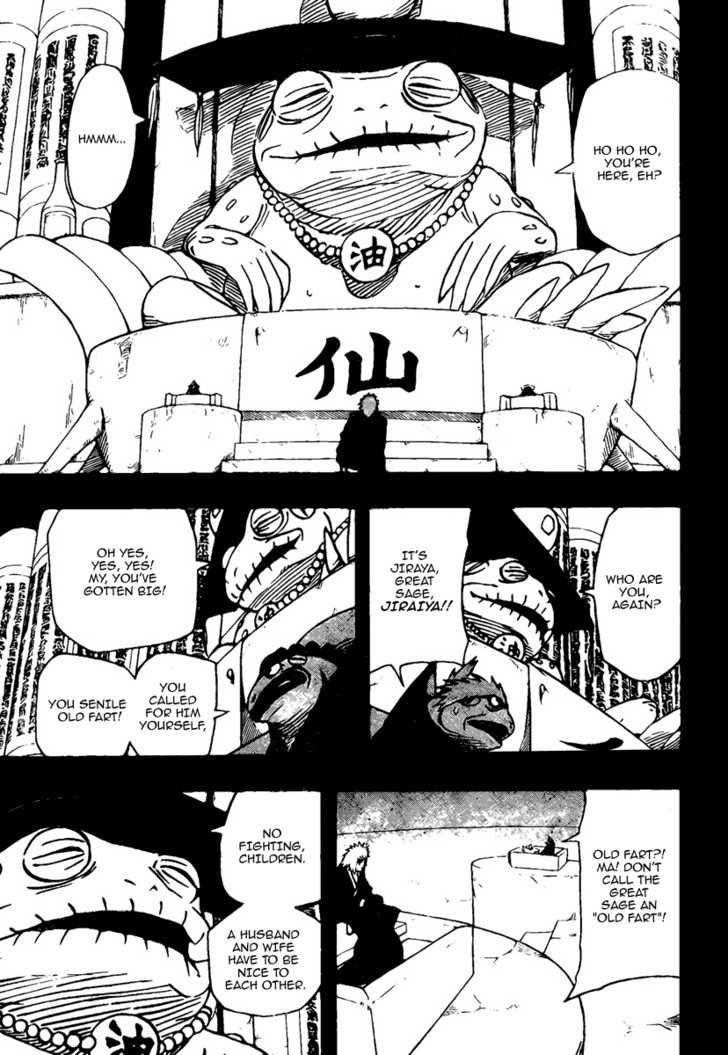 HO HO HO,
YOU'RE
HERE, EH?
HMMM...
油
仙
WHO ARE
YOU,
AGAIN?
IT'S
JIRAYA,
GREAT
SAGE,
JIRAIYA!!
OH YES,
YES, YES!
MY, YOU'VE
GOTTEN BIG!
YOU
CALLED
FOR HIM
YOURSELF,
YOU SENILE
OLD FART!
OLD FART?!
MA! DON'T
CALL THE
GREAT
SAGE AN
"OLD FART"!
NO
FIGHTING,
CHILDREN.
A HUSBAND
AND WIFE
HAVE TO BE
NICE TO
EACH OTHER.
油